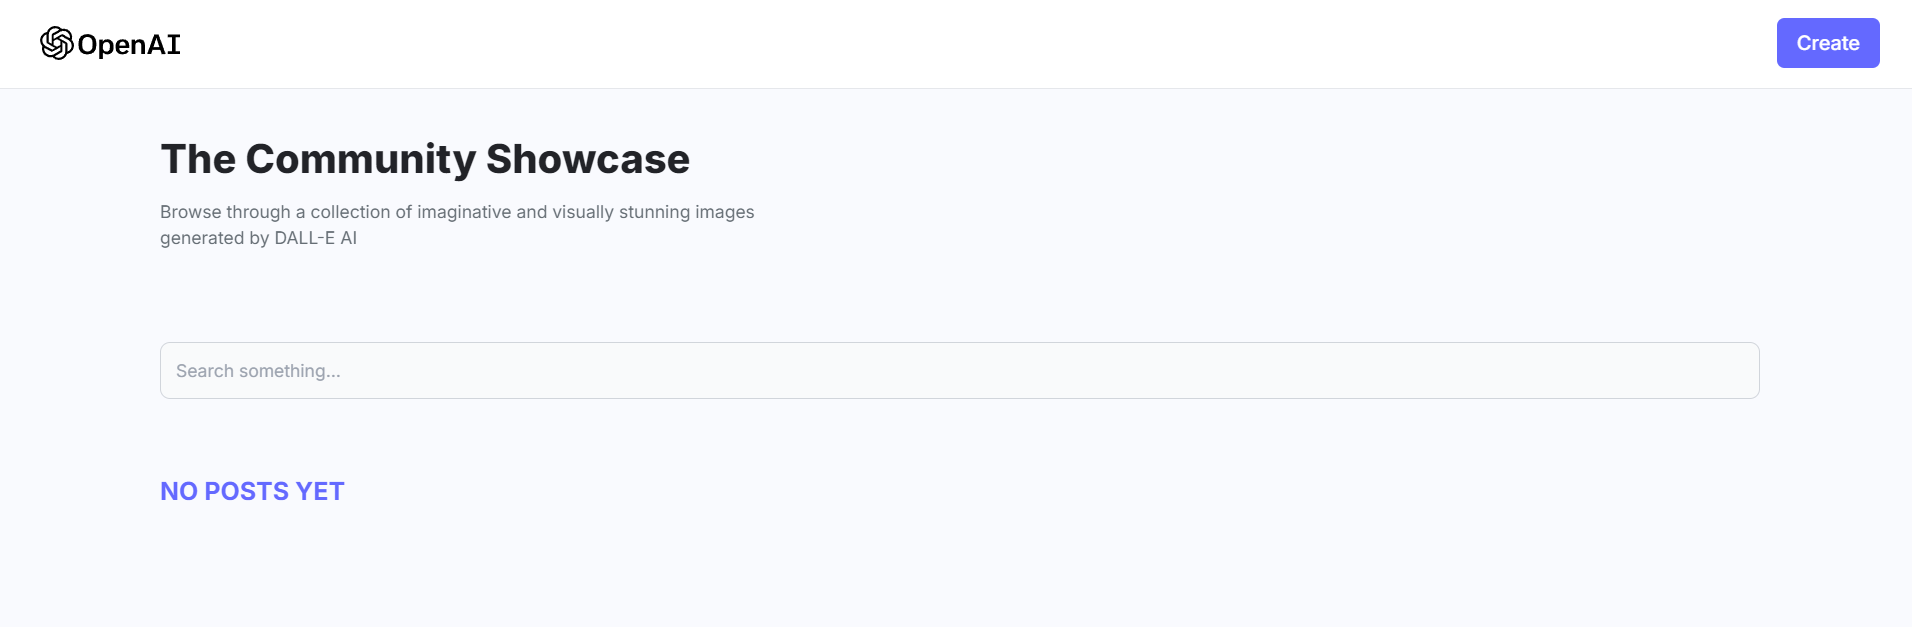 OpenAI
Create
The Community Showcase
Browse through a collection of imaginative and visually stunning images
generated by DALL-E AI
Search something...
NO POSTS YET